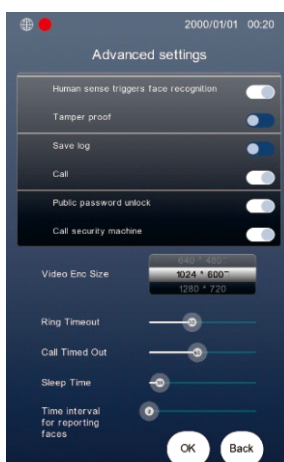 2000/01/01 00:20
Advanced settings
Human sense triggers face recognition
Tamper proof
Save log
Call
Public password unlock
Call security machine
Video Enc Size
640 * 480
1024 * 600
1280 * 720
Ring Timeout
Call Timed Out
Sleep Time
Time interval
for reporting
faces
OK
Back